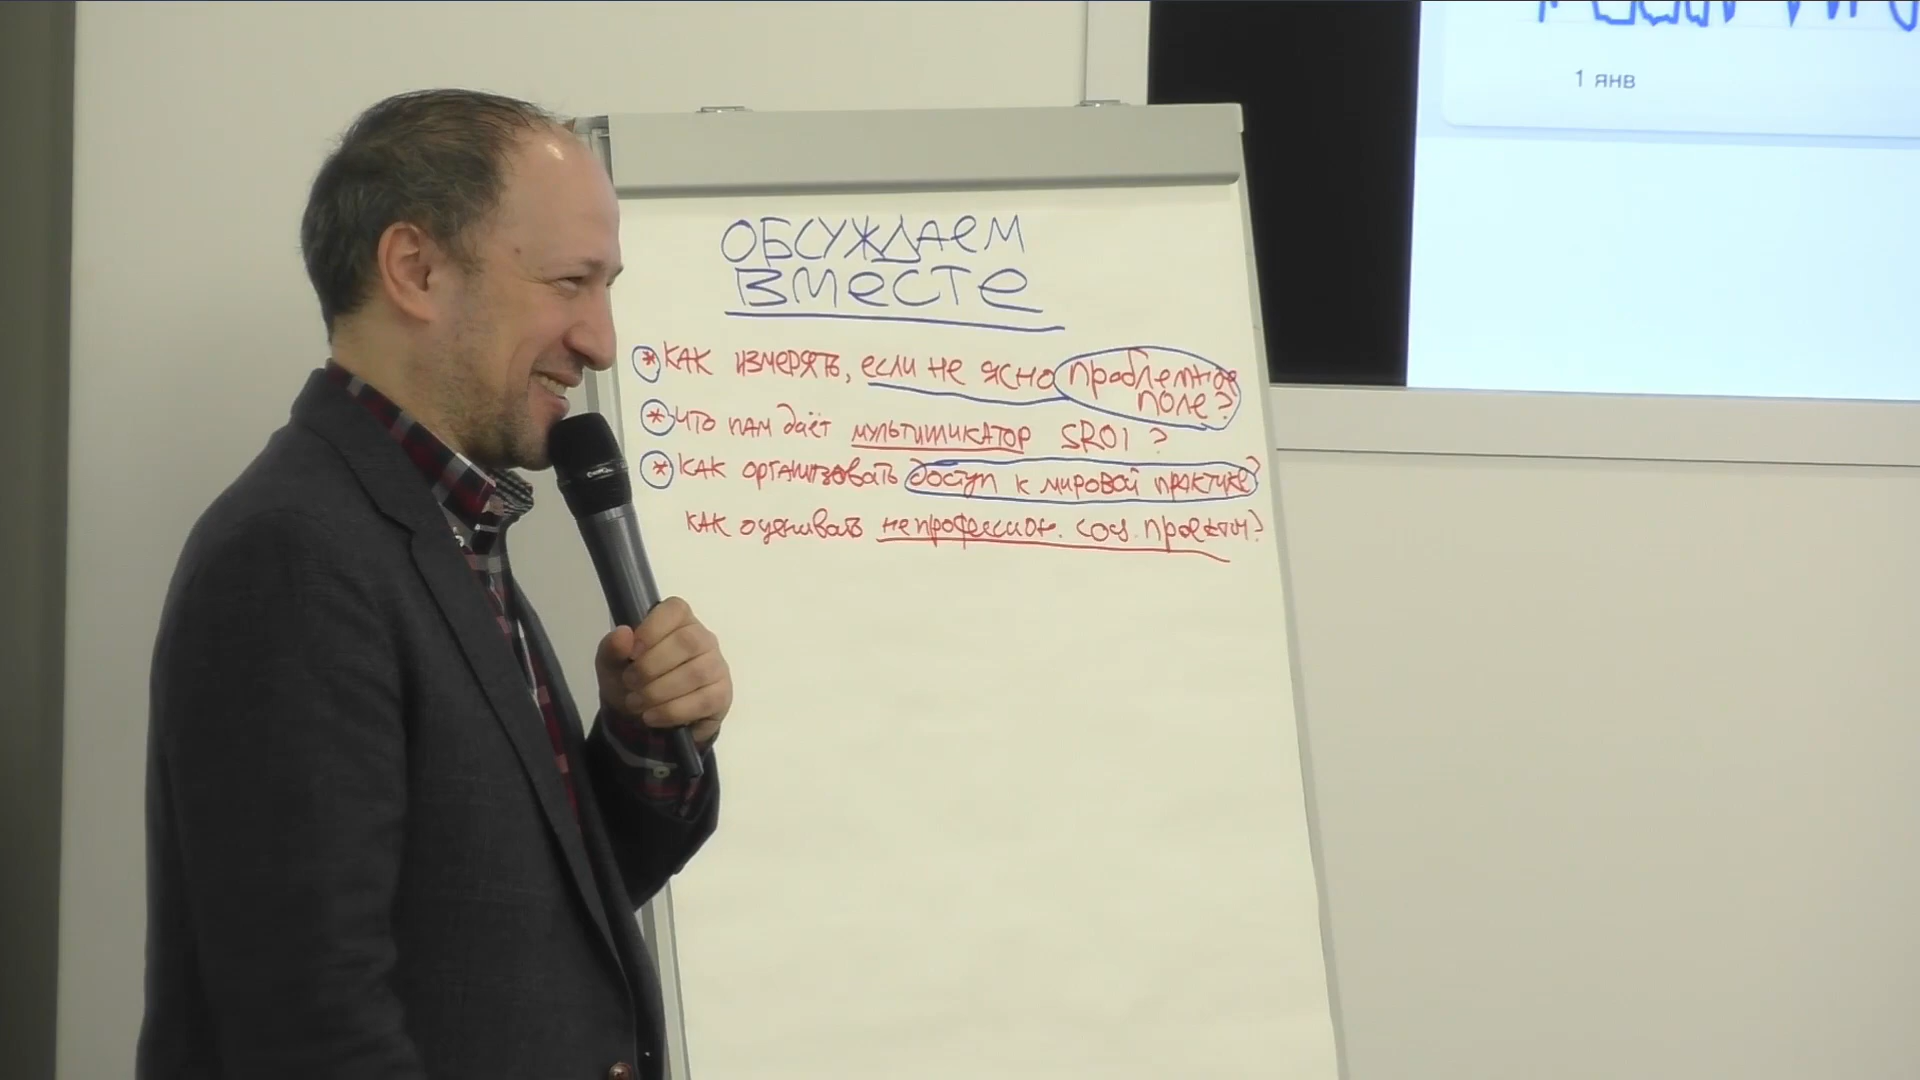 1 янв
ОБСУЖДАЕМ
ВМЕСТЕ
* КАК ИЗМЕРЯТЬ, если не ясно проблемное
поле?
* что нам даёт мультипликатор SROI ?
* КАК организовать доступ к мировой практике?
как оценивать непрофессион. соц. проекты?